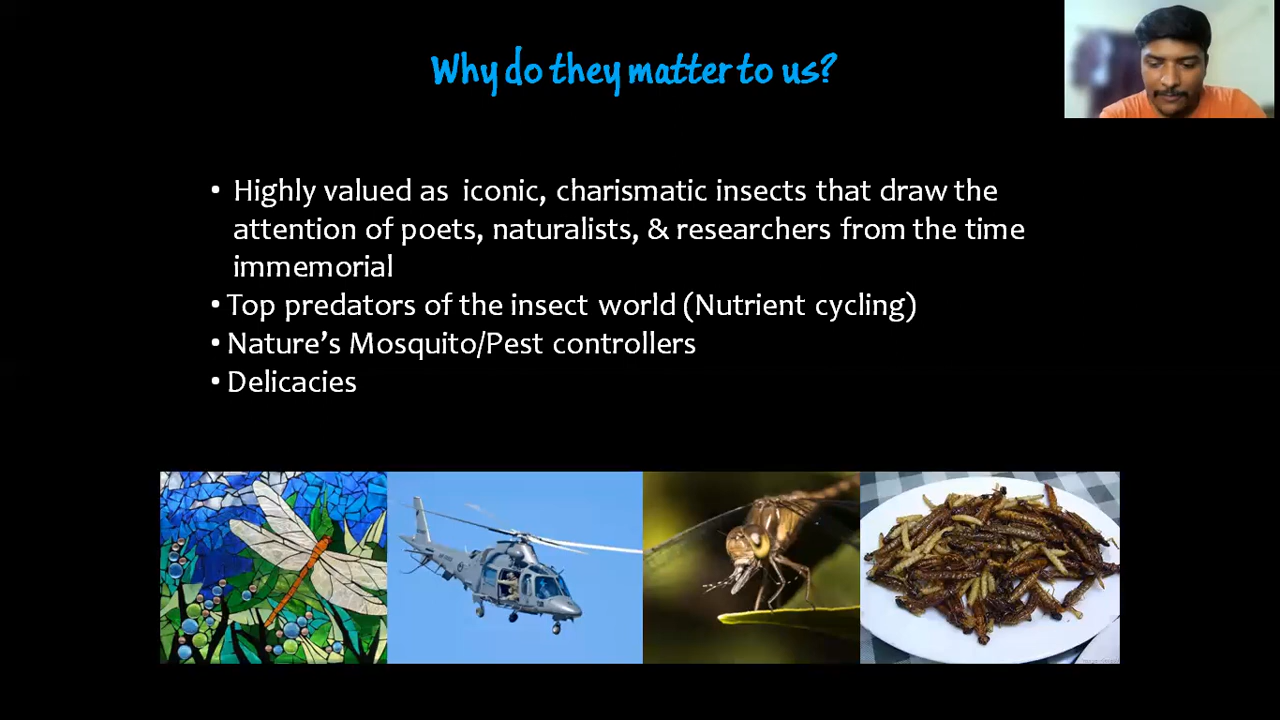 Why do they matter to us?
• Highly valued as iconic, charismatic insects that draw the
attention of poets, naturalists, & researchers from the time
immemorial
• Top predators of the insect world (Nutrient cycling)
• Nature's Mosquito/Pest controllers
• Delicacies